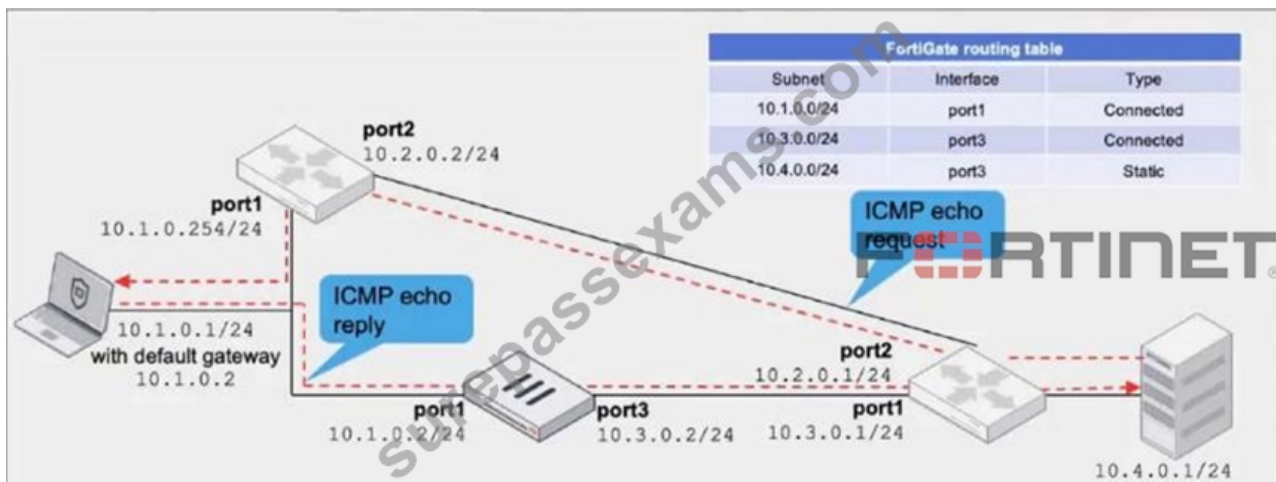 FortiGate routing table
Subnet Interface Type
10.1.0.0/24 port1 Connected
10.3.0.0/24 port3 Connected
10.4.0.0/24 port3 Static
port2
10.2.0.2/24
port1
10.1.0.254/24
ICMP echo
request
FORTINET
ICMP echo
reply
10.1.0.1/24
with default gateway
10.1.0.2
port1
10.1.0.2/24
port3
10.3.0.2/24
port2
10.2.0.1/24
port1
10.3.0.1/24
10.4.0.1/24
surepassexams.com